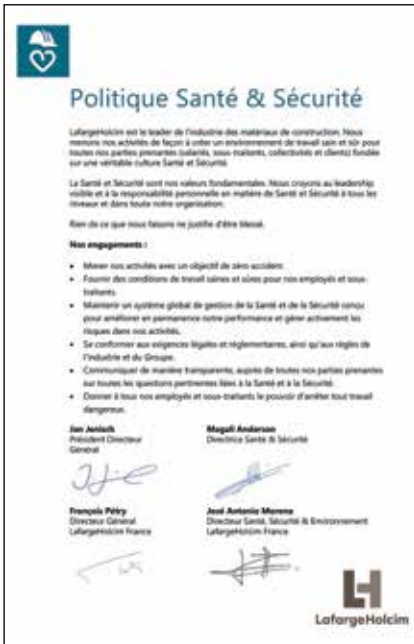 Politique Santé & Sécurité
LafargeHolcim est le leader de l'industrie des matériaux de construction. Nous
menons nos activités de façon à créer un environnement de travail sain et sûr pour
toutes nos parties prenantes (salariés, sous-traitants, collectivités et clients) fondée
sur une véritable culture Santé et Sécurité.
La Santé et Sécurité sont nos valeurs fondamentales. Nous croyons au leadership
visible et à la responsabilité personnelle en matière de Santé et Sécurité à tous les
niveaux et dans toute notre organisation.
Rien de ce que nous faisons ne justifie d'être blessé.
Nos engagements :
• Mener nos activités avec un objectif de zéro accident.
• Fournir des conditions de travail saines et sûres pour nos employés et sous-
traitants.
• Maintenir un système global de gestion de la Santé et de la Sécurité conçu
pour améliorer en permanence notre performance et gérer activement les
risques dans nos activités.
• Se conformer aux exigences légales et réglementaires, ainsi qu'aux règles de
l'industrie et du Groupe.
• Communiquer de manière transparente, auprès de toutes nos parties prenantes
sur toutes les questions pertinentes liées à la Santé et à la Sécurité.
• Donner à tous nos employés et sous-traitants le pouvoir d'arrêter tout travail
dangereux.
Jan Jenisch
Président Directeur
Général
Magali Anderson
Directrice Santé & Sécurité
François Pétry
Directeur Général
LafargeHolcim France
José Antonio Moreno
Directeur Santé, Sécurité & Environnement
LafargeHolcim France
LafargeHolcim